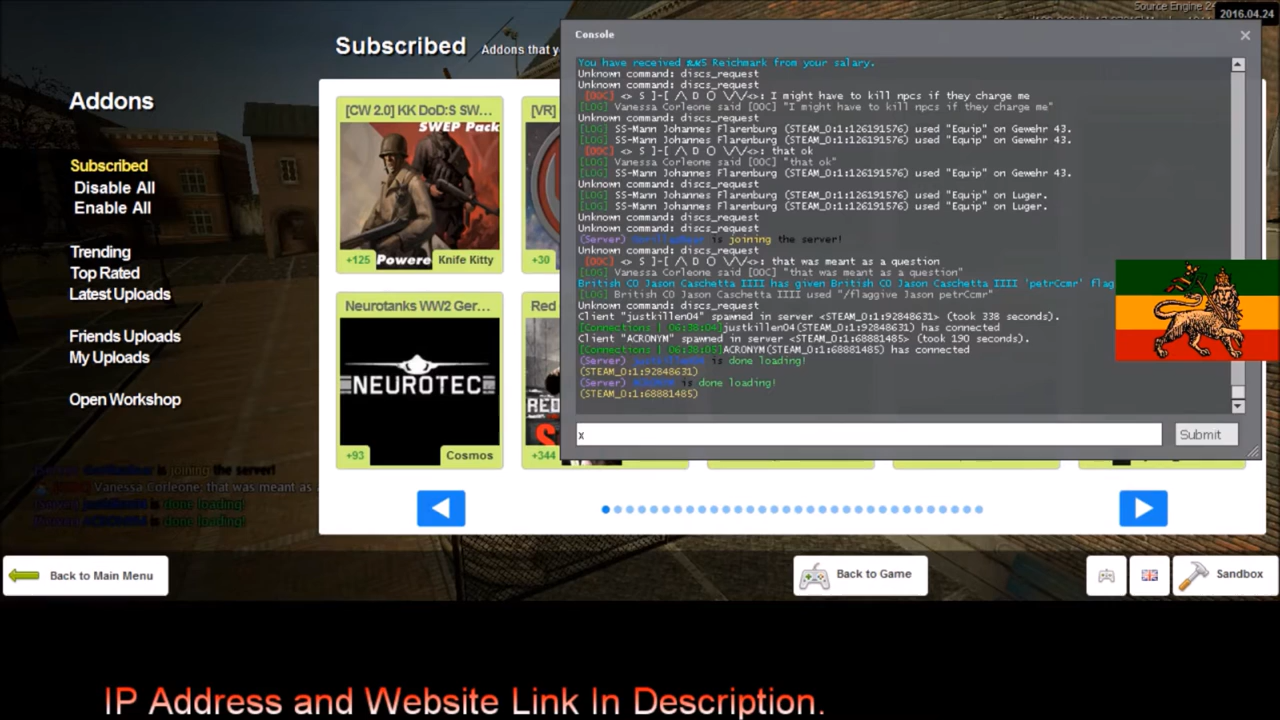 Source Engine 2
2016.04.24
Subscribed
Addons that y
Addons
Subscribed
Disable All
Enable All
Trending
Top Rated
Latest Uploads
Friends Uploads
My Uploads
Open Workshop
[CW 2.0] KK DoD:S SW...
SWEP Pack
+125
Powere
Knife Kitty
[VR]
+30
Neurotanks WW2 Ger...
NEUROTEC
+93
Cosmos
Red
RED
+344
Console
You have received Reichmark from your salary.
Unknown command: discs_request
Unknown command: discs_request
[OOC] <> S ]-[ /\ D () \/\/<>: I might have to kill npcs if they charge me
[LOG] Vanessa Corleone said [OOC] "I might have to kill npcs if they charge me"
Unknown command: discs_request
[LOG] SS-Mann Johannes Flarenburg (STEAM_0:1:126191576) used "Equip" on Gewehr 43.
[LOG] SS-Mann Johannes Flarenburg (STEAM_0:1:126191576) used "Equip" on Gewehr 43.
[OOC] <> S ]-[ /\ D () \/\/<>: that ok
[LOG] Vanessa Corleone said [OOC] "that ok"
[LOG] SS-Mann Johannes Flarenburg (STEAM_0:1:126191576) used "Equip" on Gewehr 43.
Unknown command: discs_request
[LOG] SS-Mann Johannes Flarenburg (STEAM_0:1:126191576) used "Equip" on Luger.
[LOG] SS-Mann Johannes Flarenburg (STEAM_0:1:126191576) used "Equip" on Luger.
Unknown command: discs_request
Unknown command: discs_request
(Server) is joining the server!
Unknown command: discs_request
[OOC] <> S ]-[ /\ D () \/\/<>: that was meant as a question
[LOG] Vanessa Corleone said [OOC] "that was meant as a question"
British CO Jason Caschetta IIII has given British CO Jason Caschetta IIII 'petrCcmr' flag
[LOG] British CO Jason Caschetta IIII used "/flaggive Jason petrCcmr"
Client "justkillen04" spawned in server <STEAM_0:1:92848631> (took 338 seconds).
[Connections | 06:38:04]justkillen04(STEAM_0:1:92848631) has connected
Client "ACRONYM" spawned in server <STEAM_0:1:68881485> (took 190 seconds).
[Connections | 06:38:05]ACRONYM(STEAM_0:1:68881485) has connected
(Server) justkillen04 is done loading!
(STEAM_0:1:92848631)
(Server) ACRONYM is done loading!
(STEAM_0:1:68881485)
x
Submit
is joining the server!
Vanessa Corleone: that was meant as
is done loading!
is done loading!
Back to Main Menu
Back to Game
Sandbox
IP Address and Website Link In Description.